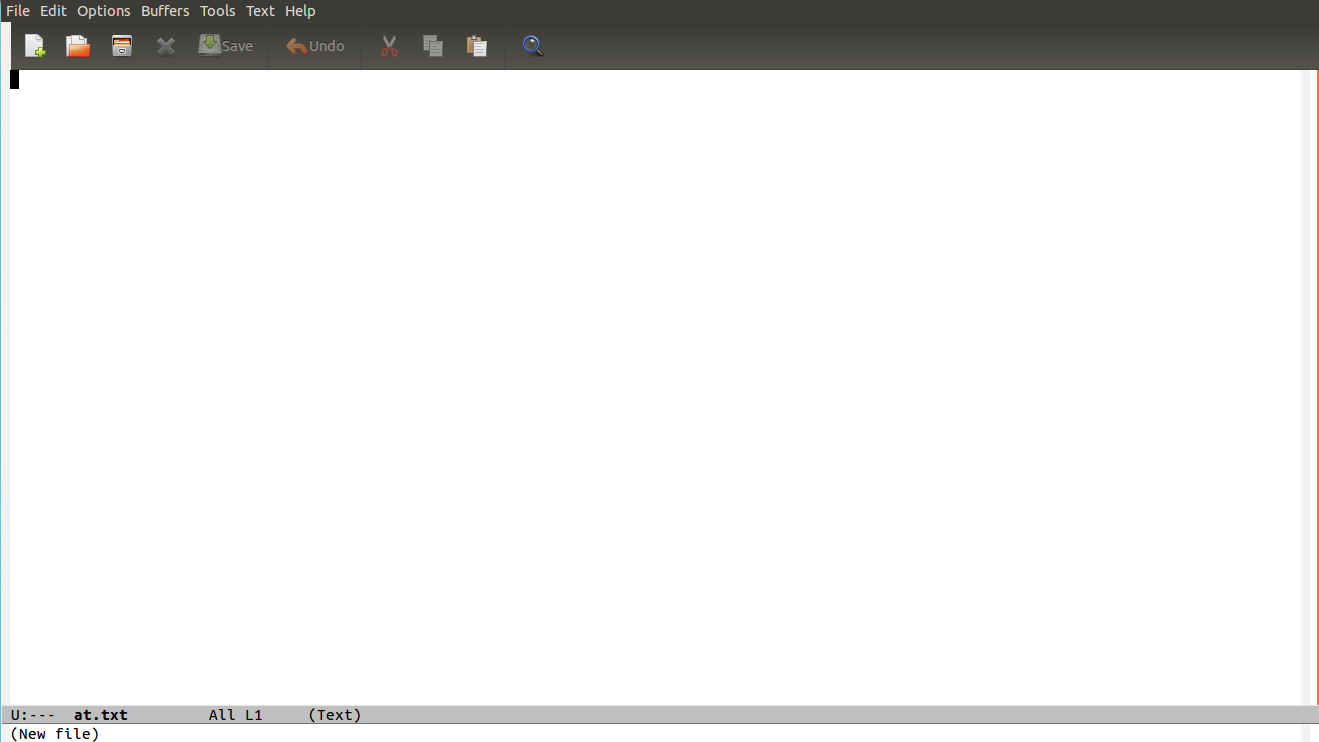 File Edit Options Buffers Tools Text Help
Save Undo
U:--- at.txt All L1 (Text)
(New file)